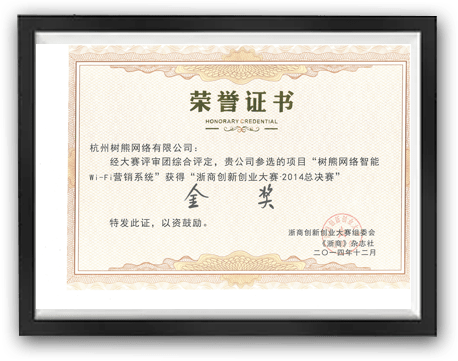 荣誉证书
HONORARY CREDENTIAL
杭州树熊网络有限公司：
经大赛评审团综合评定，贵公司参选的项目“树熊网络智能
Wi-Fi营销系统”获得“浙商创新创业大赛·2014总决赛”
金奖
特发此证，以资鼓励。
浙商创新创业大赛组委会
《浙商》杂志社
二〇一四年十二月